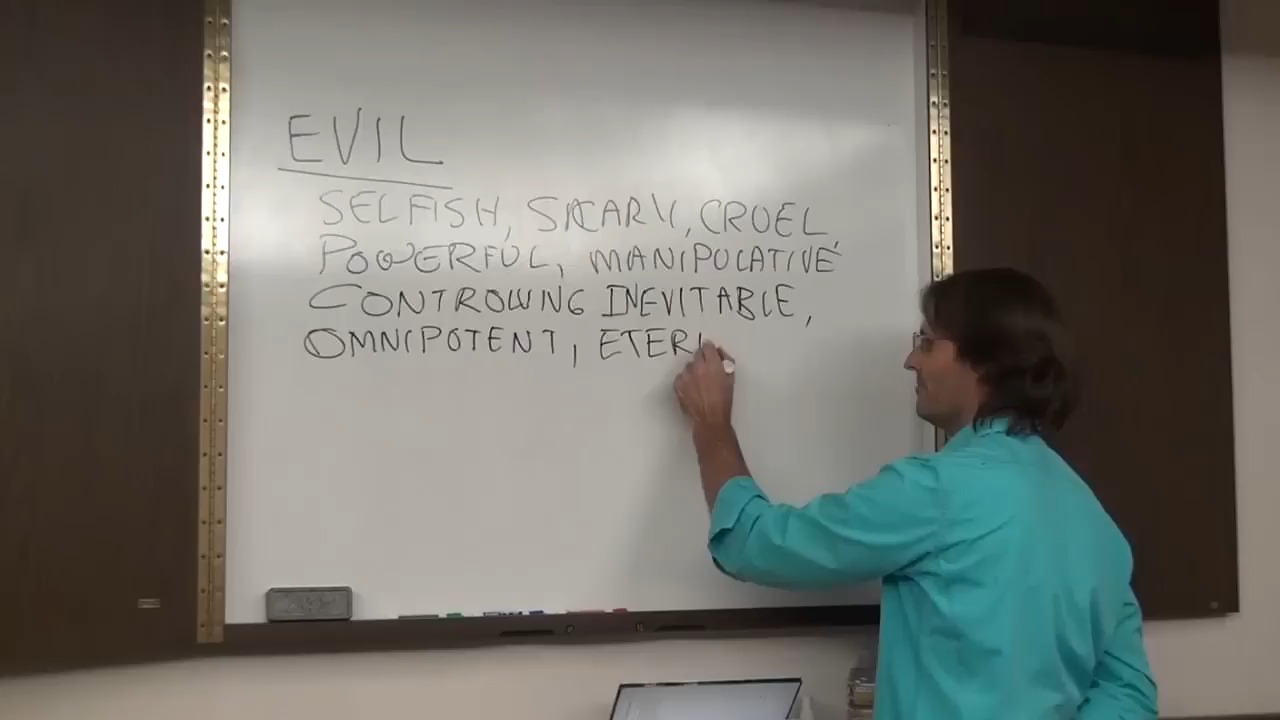 EVIL
SELFISH, SCARY, CRUEL,
POWERFUL, MANIPULATIVE,
CONTROLLING INEVITABLE,
OMNIPOTENT, ETER